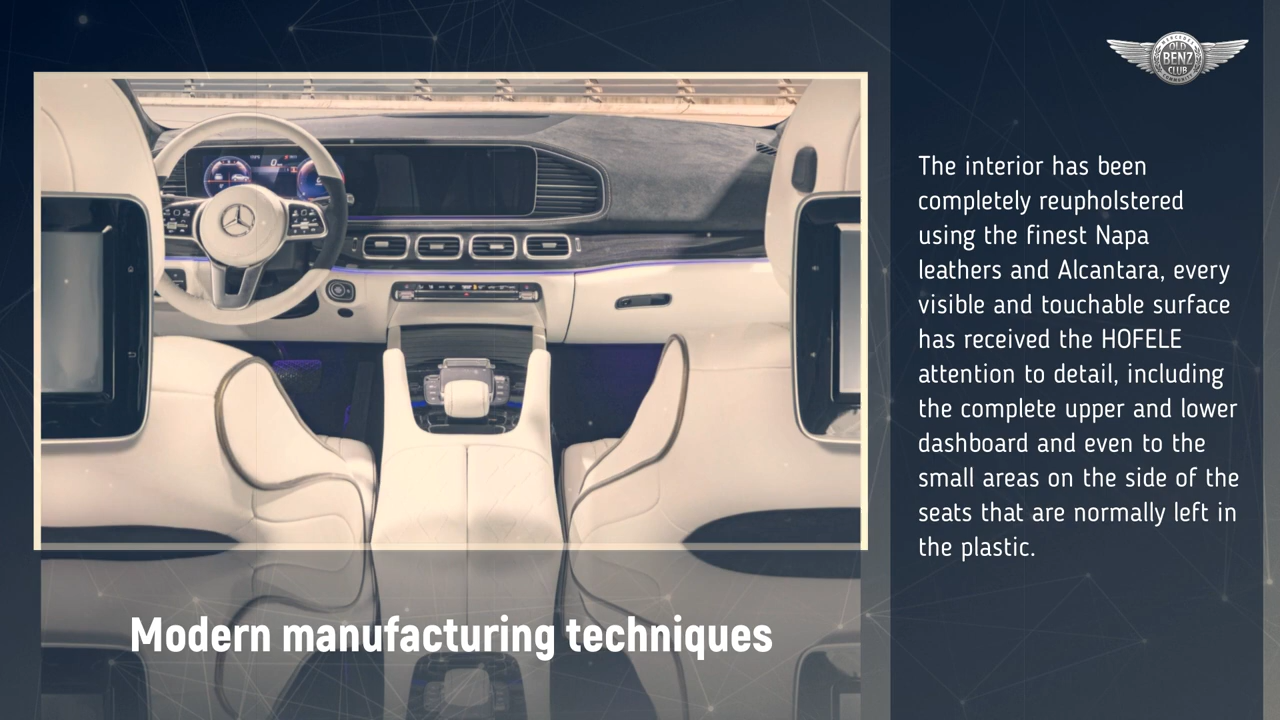 OLD
BENZ
CLUB
The interior has been
completely reupholstered
using the finest Napa
leathers and Alcantara, every
visible and touchable surface
has received the HOFELE
attention to detail, including
the complete upper and lower
dashboard and even to the
small areas on the side of the
seats that are normally left in
the plastic.
Modern manufacturing techniques